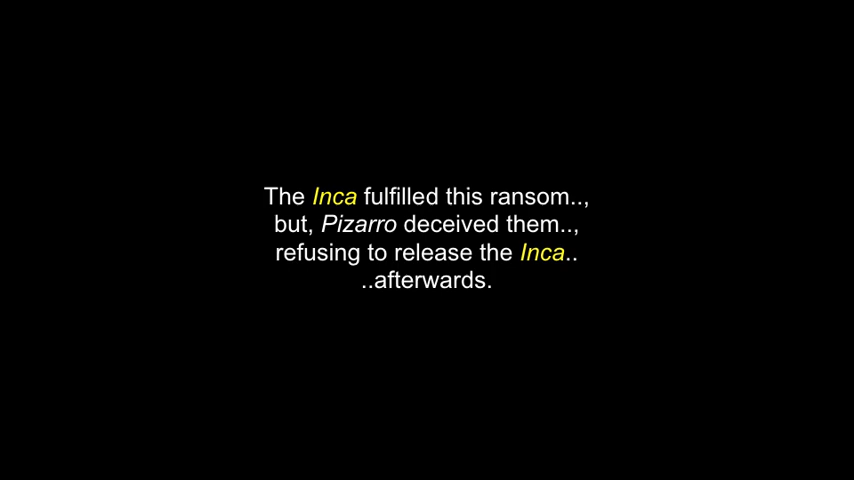 The Inca fulfilled this ransom..,
but, Pizarro deceived them..,
refusing to release the Inca..
..afterwards.